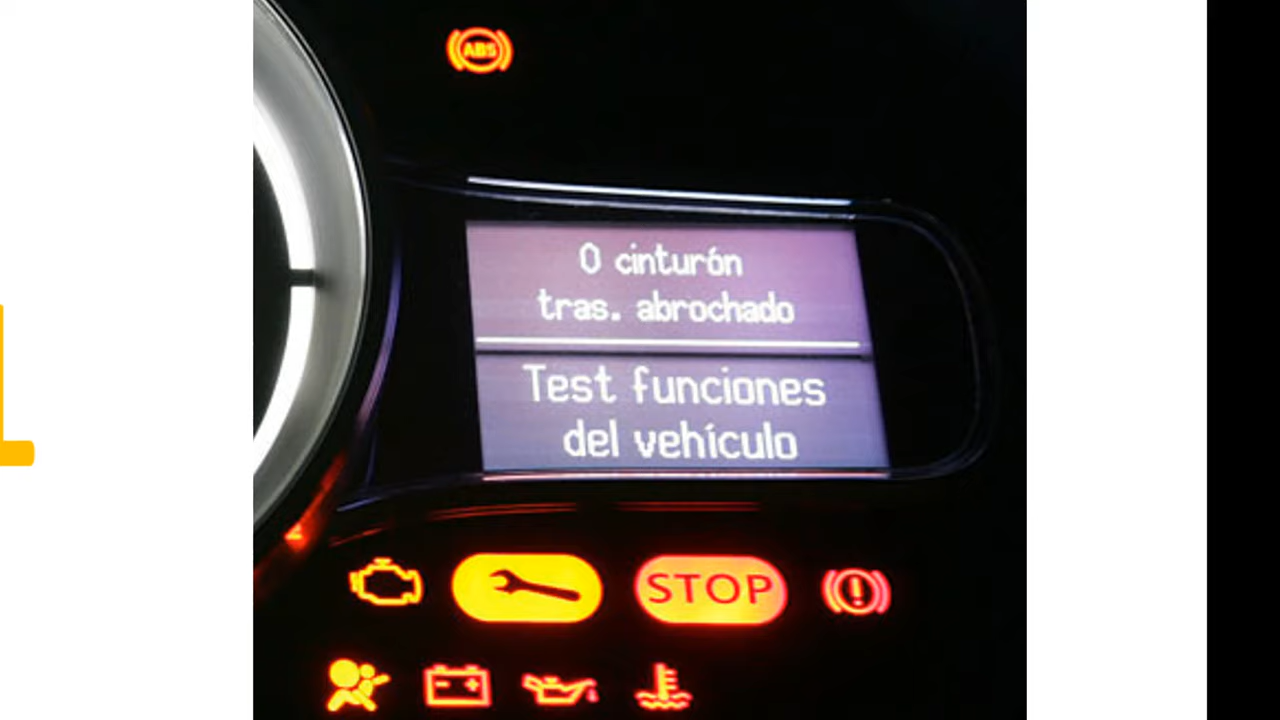 ABS
0 cinturón
tras. abrochado
Test funciones
del vehículo
STOP